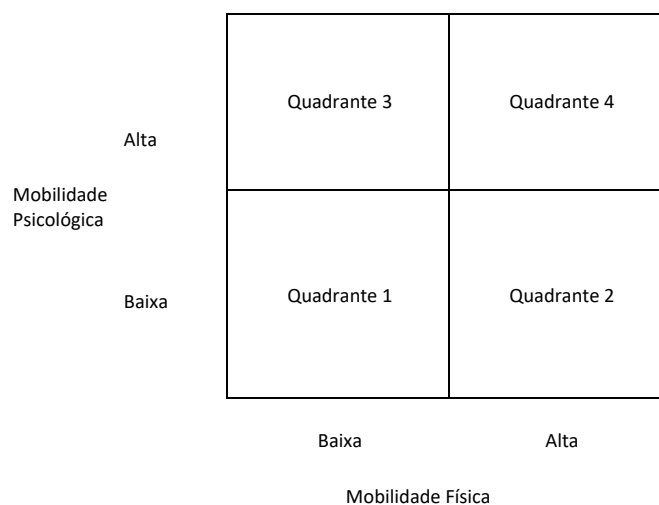 Quadrante 3
Quadrante 4
Alta
Mobilidade
Psicológica
Quadrante 1
Quadrante 2
Baixa
Baixa
Alta
Mobilidade Física